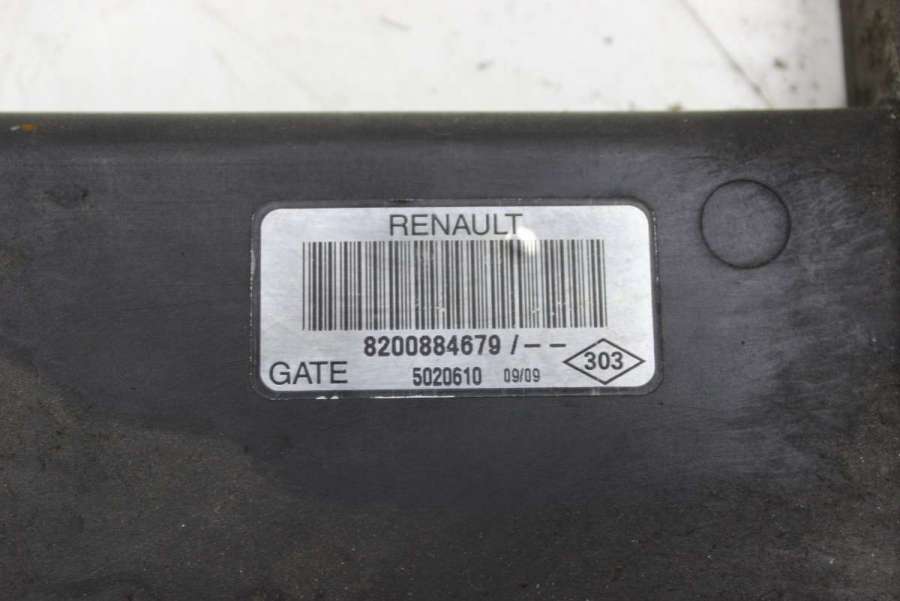 RENAULT
8200884679 / - -
GATE 5020610 09/09 303